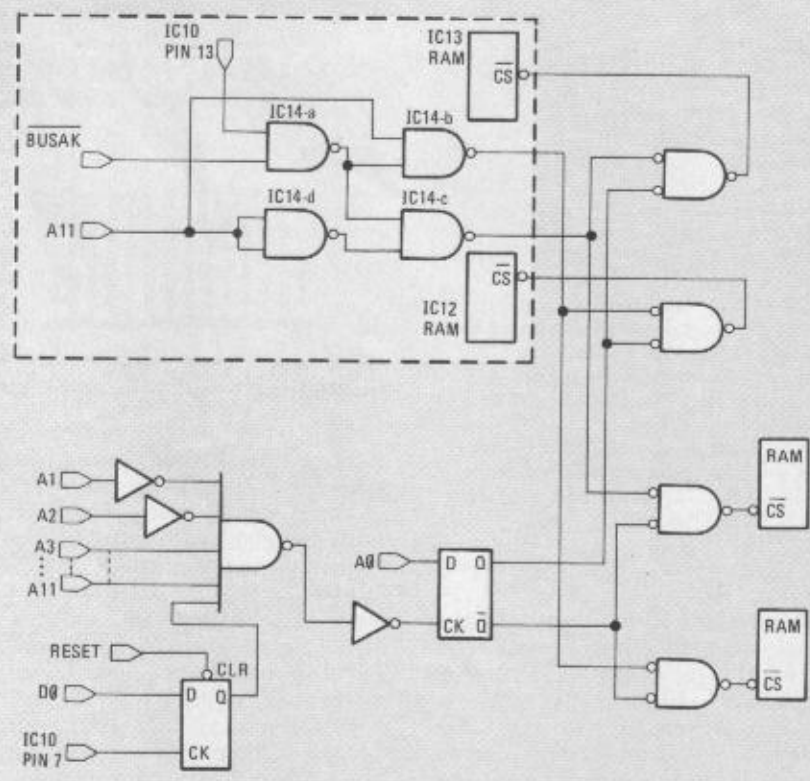 IC10
PIN 13
IC13
RAM
CS
IC14-a
IC14-b
BUSAK
IC14-d
IC14-c
A11
CS
IC12
RAM
A1
A2
A3
A11
RAM
CS
A0
D Q
CK Q
RESET
CLR
D0
D Q
IC10
PIN 7
CK
RAM
CS